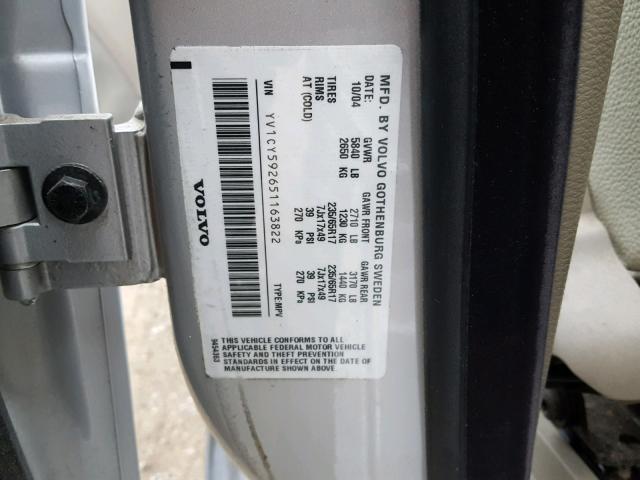 MFD. BY VOLVO GOTHENBURG SWEDEN
DATE: GVWR GAWR FRONT GAWR REAR
10/04 5840 LB 2710 LB 3170 LB
2650 KG 1230 KG 1440 KG
TIRES 235/65R17 235/65R17
RIMS 7Jx17x49 7Jx17x49
AT (COLD) 39 PSI 39 PSI
270 KPa 270 KPa
VIN YV1CY592651163822 TYPE:MPV
VOLVO
THIS VEHICLE CONFORMS TO ALL
APPLICABLE FEDERAL MOTOR VEHICLE
SAFETY AND THEFT PREVENTION
STANDARDS IN EFFECT ON THE DATE OF
MANUFACTURE SHOWN ABOVE.